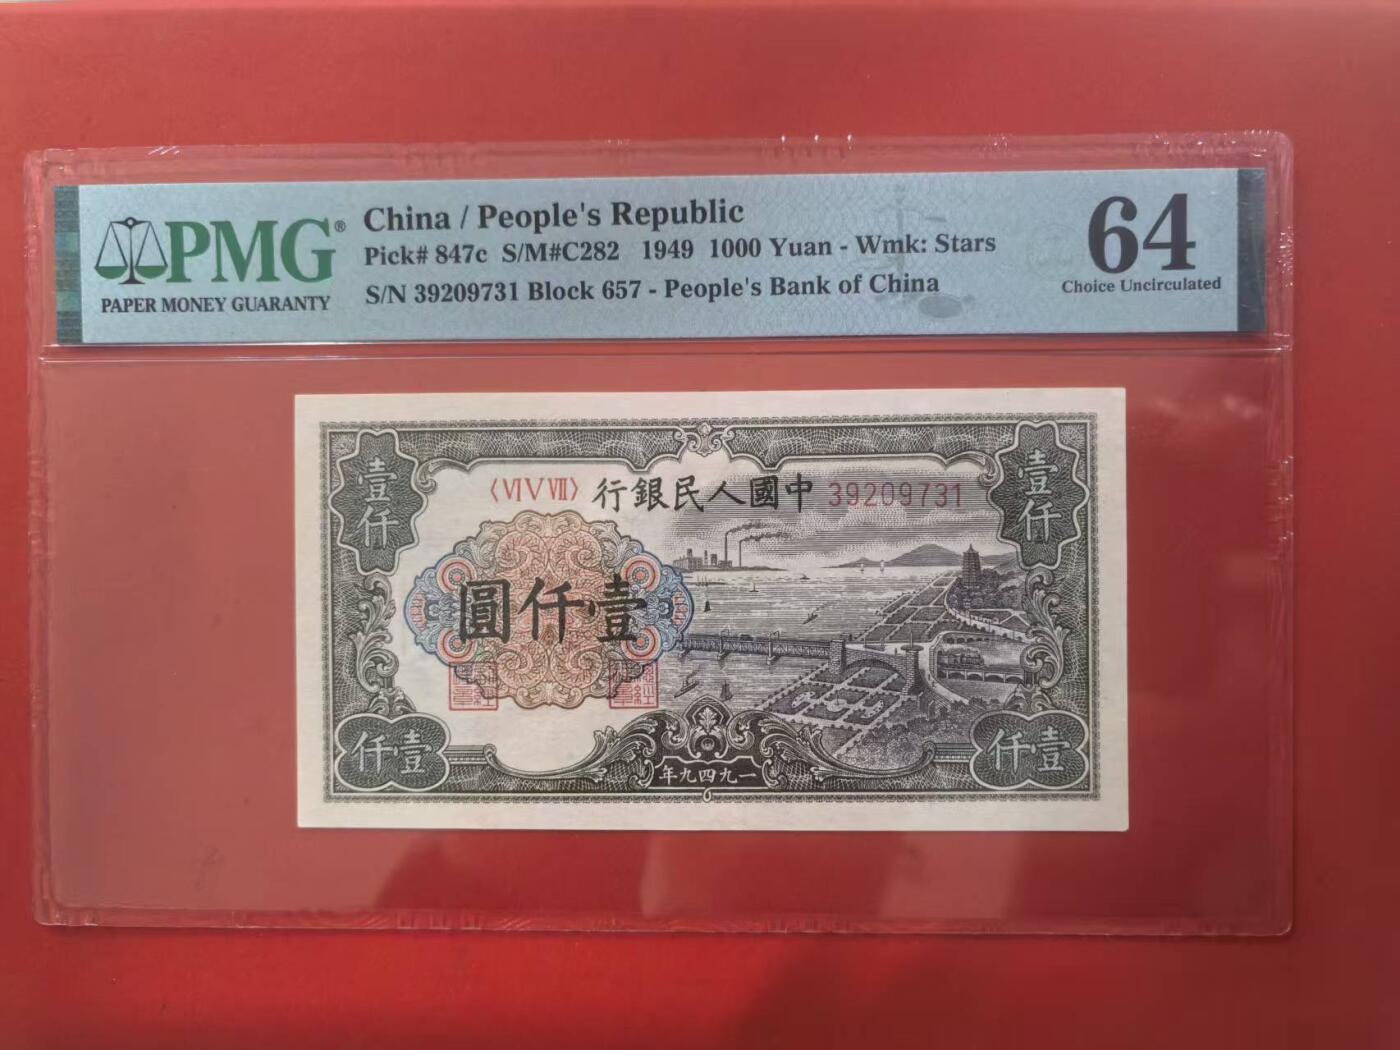 PMG®
PAPER MONEY GUARANTY
China / People's Republic
Pick# 847c S/M#C282 1949 1000 Yuan - Wmk: Stars
S/N 39209731 Block 657 - People's Bank of China
64
Choice Uncirculated
壹仟
壹仟
〈VI V VII〉 行銀民人國中 39209731
圓仟壹
仟壹
仟壹
年九四九一